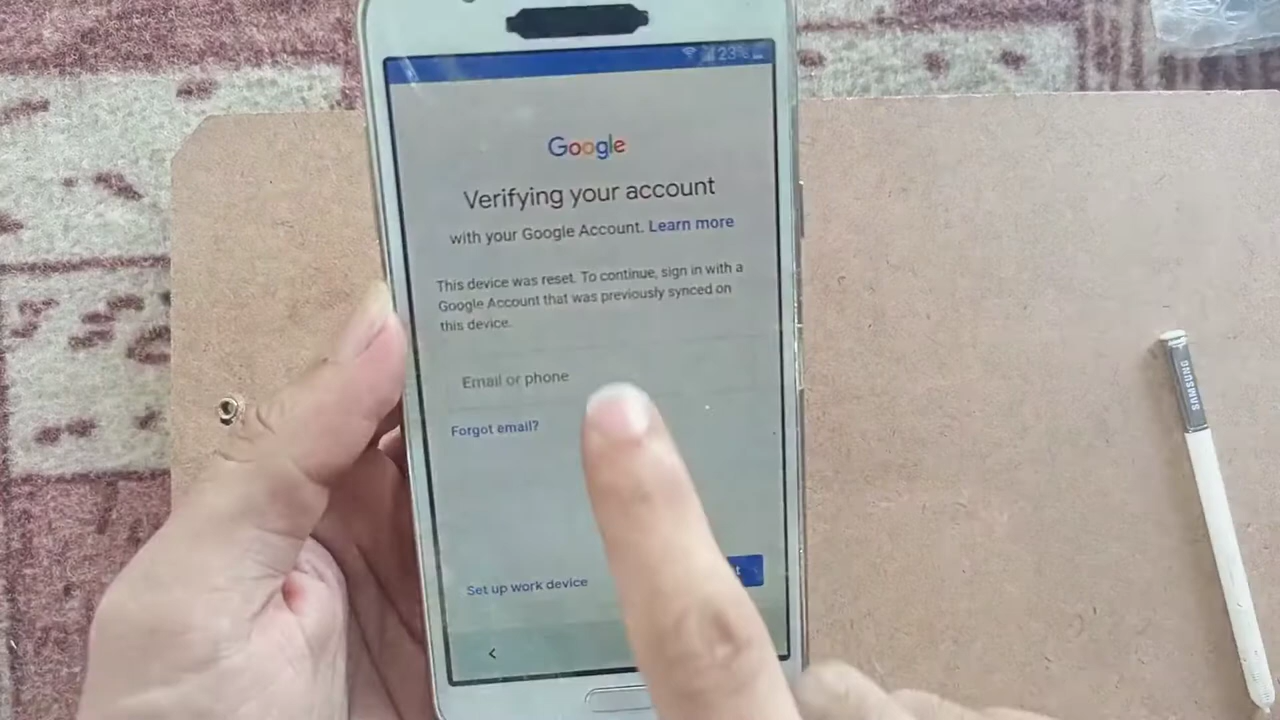 23%
Google
Verifying your account
with your Google Account. Learn more
This device was reset. To continue, sign in with a
Google Account that was previously synced on
this device.
Email or phone
Forgot email?
Set up work device
SAMSUNG